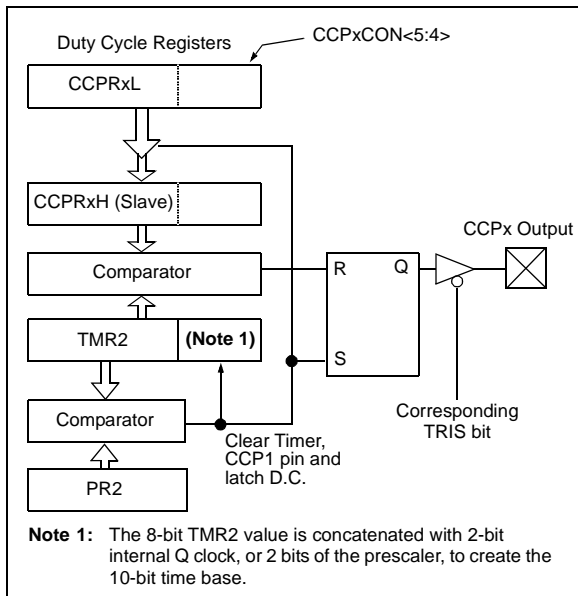 Duty Cycle Registers
CCPxCON<5:4>
CCPRxL
CCPRxH (Slave)
CCPx Output
Comparator
R
Q
TMR2
(Note 1)
S
Comparator
Clear Timer,
CCP1 pin and
latch D.C.
Corresponding
TRIS bit
PR2
Note 1: The 8-bit TMR2 value is concatenated with 2-bit
internal Q clock, or 2 bits of the prescaler, to create the
10-bit time base.